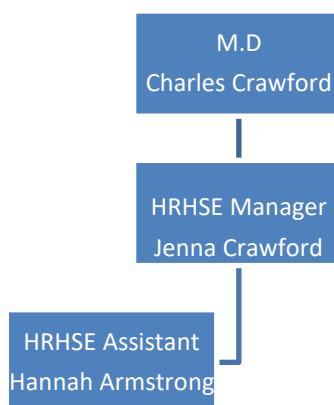 M.D
Charles Crawford
HRHSE Manager
Jenna Crawford
HRHSE Assistant
Hannah Armstrong